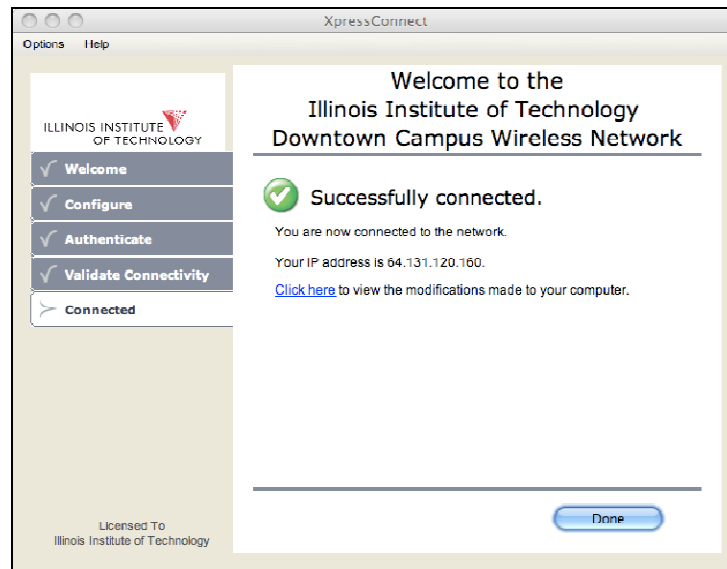 XpressConnect
Options Help
ILLINOIS INSTITUTE
OF TECHNOLOGY
Welcome
Configure
Authenticate
Validate Connectivity
Connected
Licensed To
Illinois Institute of Technology
Welcome to the
Illinois Institute of Technology
Downtown Campus Wireless Network
Successfully connected.
You are now connected to the network.
Your IP address is 64.131.120.160.
Click here to view the modifications made to your computer.
Done